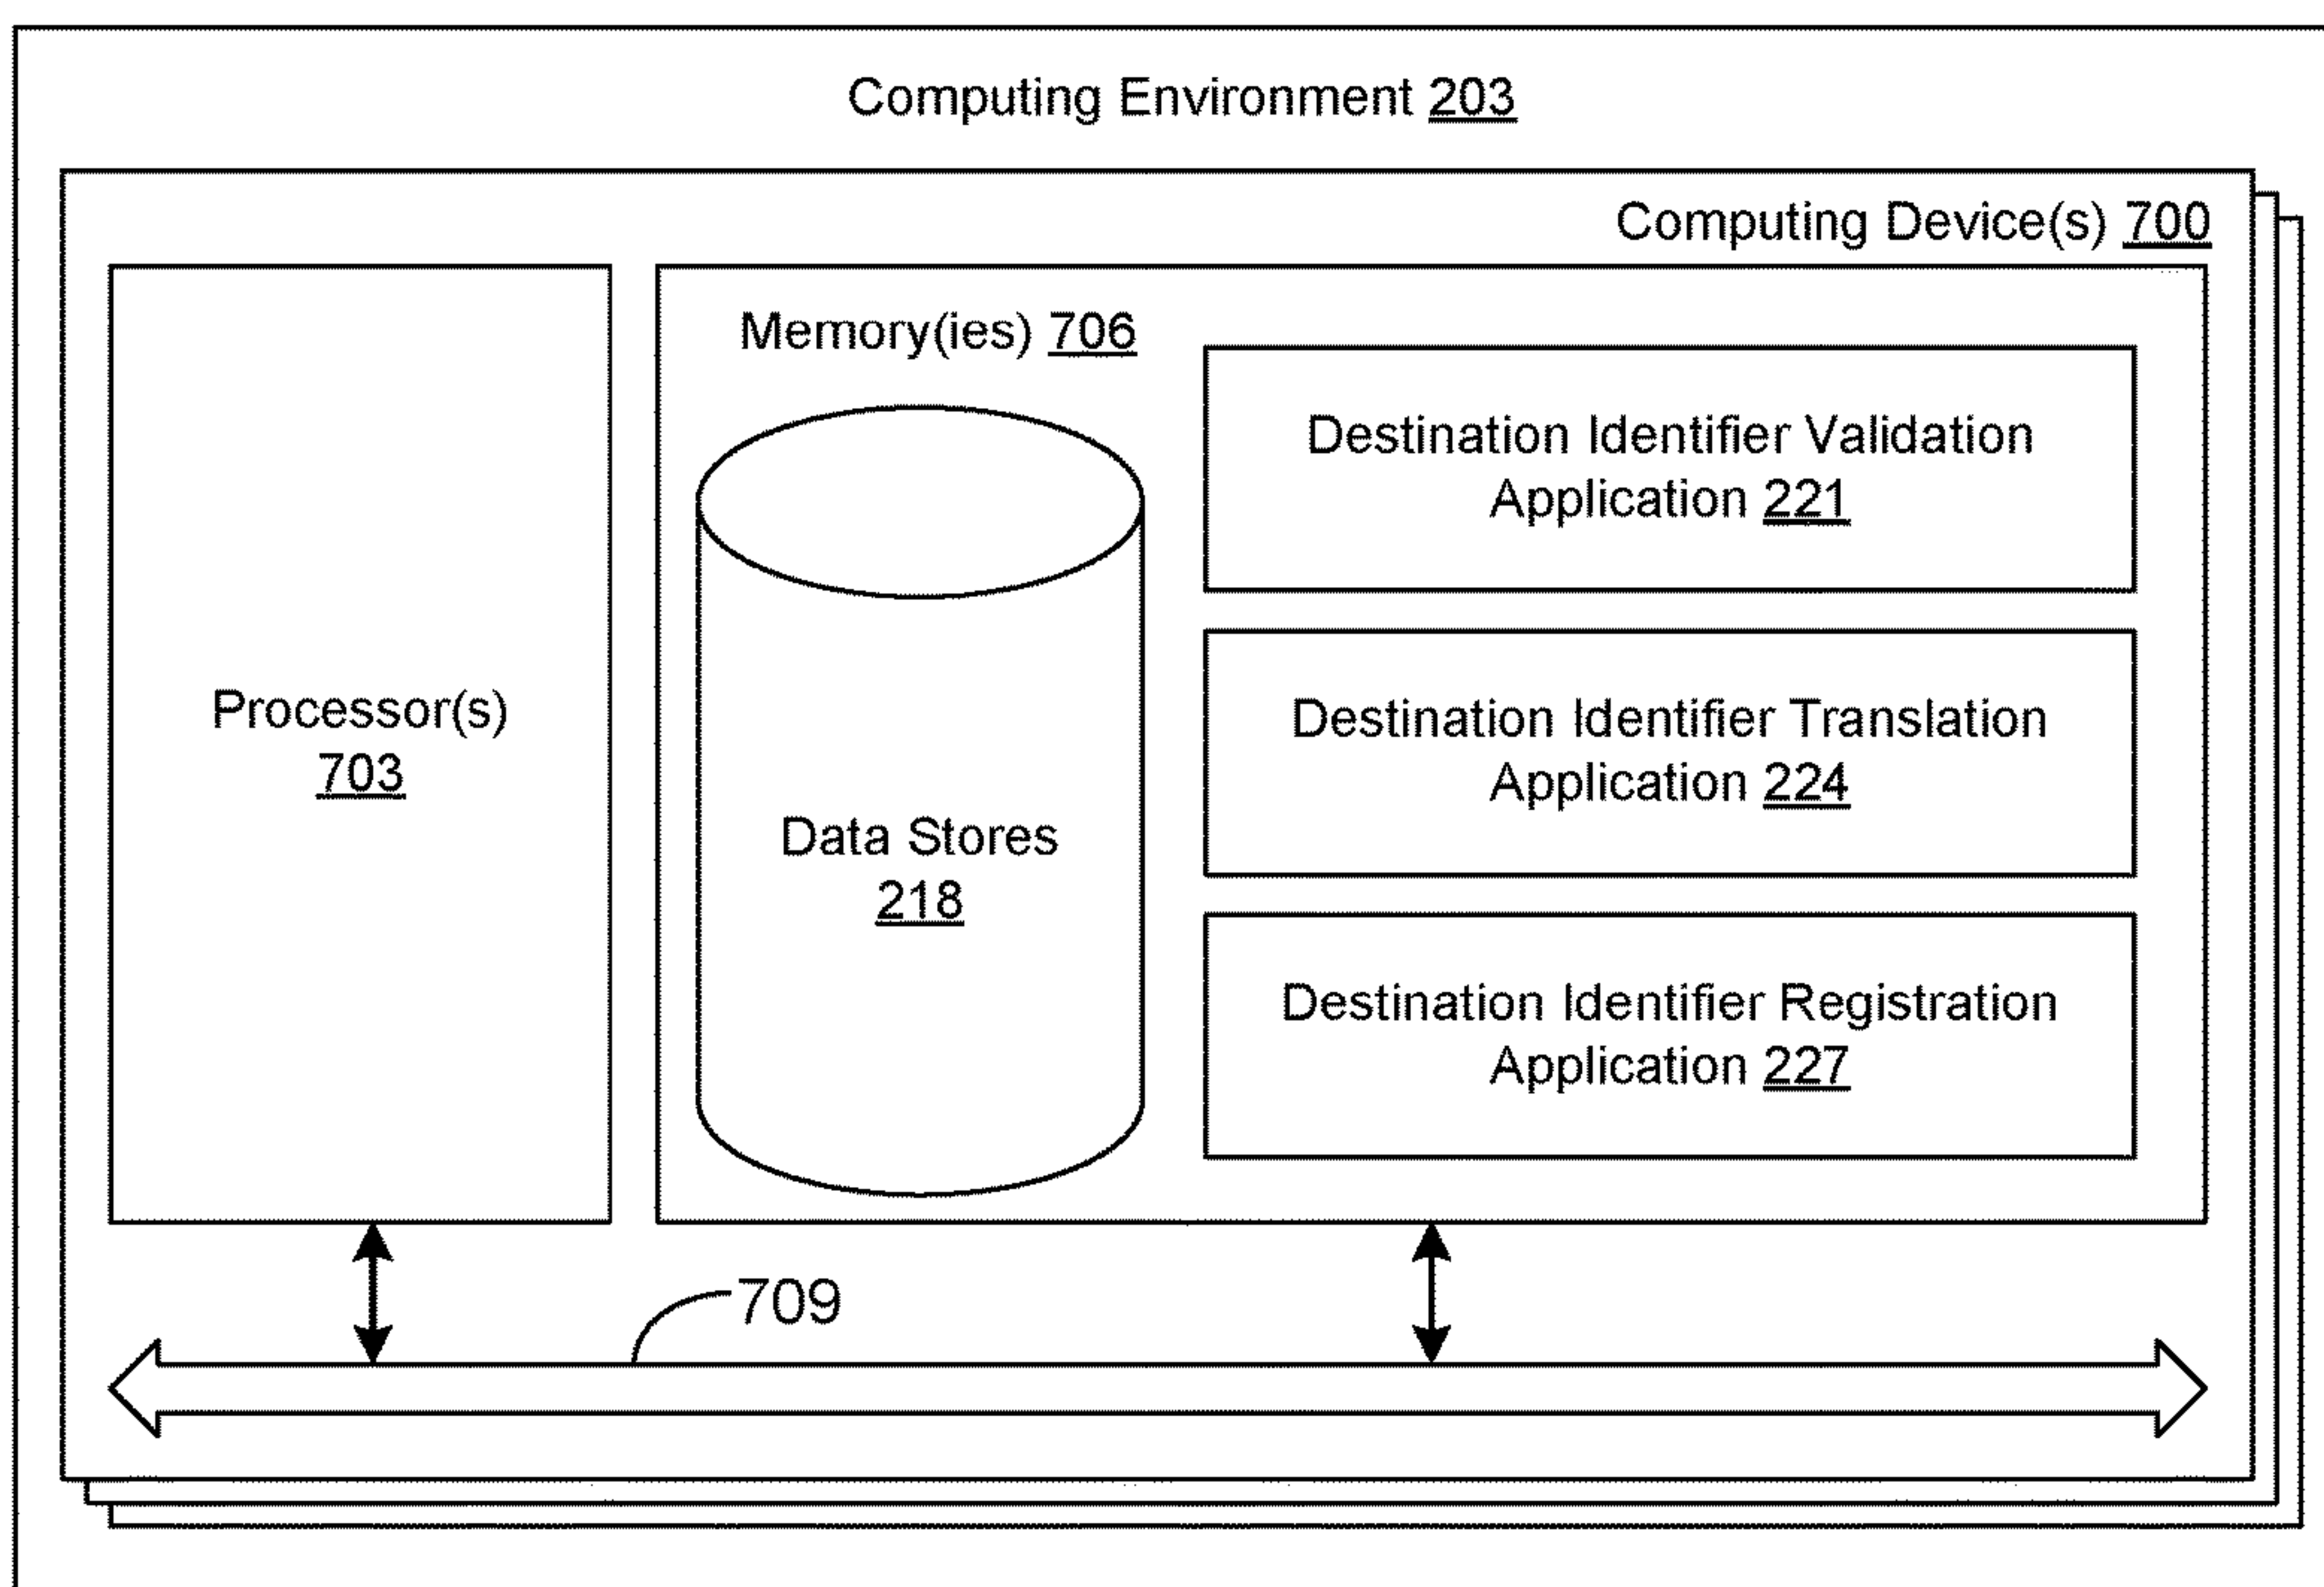 Computing Environment 203
Computing Device(s) 700
Processor(s)
703
Memory(ies) 706
Data Stores
218
Destination Identifier Validation
Application 221
Destination Identifier Translation
Application 224
Destination Identifier Registration
Application 227
709